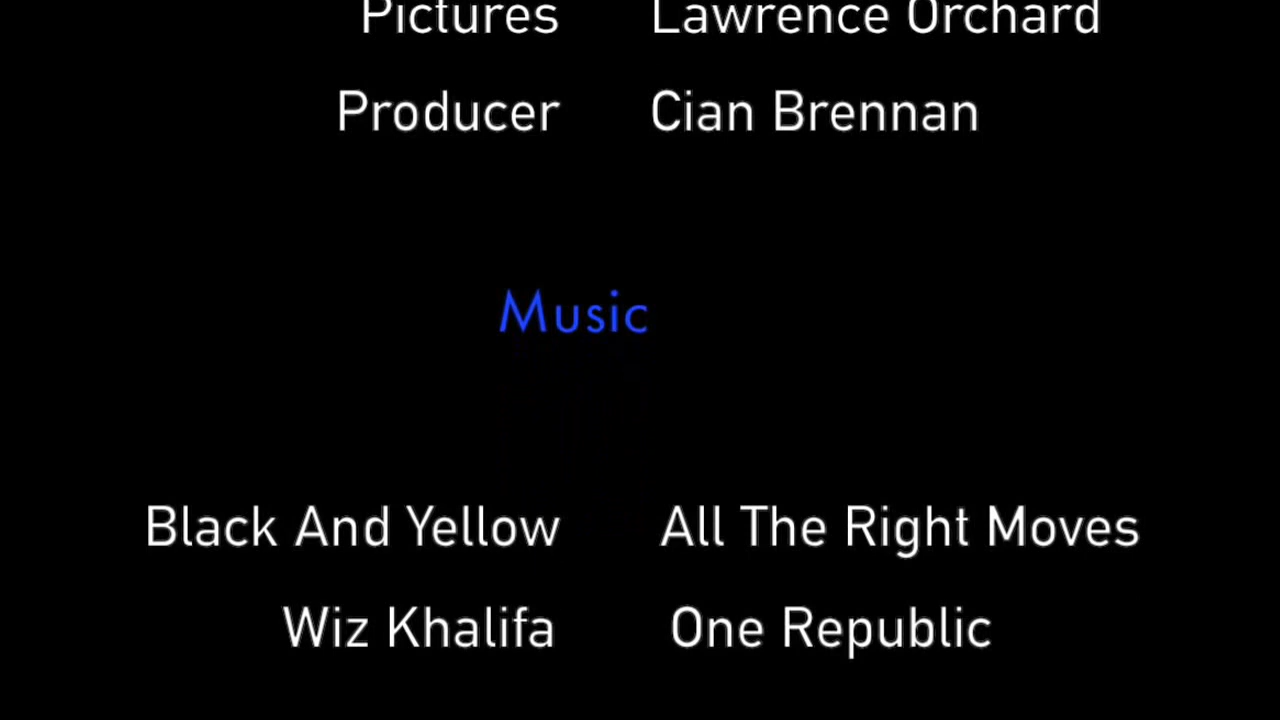 Pictures Lawrence Orchard
Producer Cian Brennan
Music
Black And Yellow All The Right Moves
Wiz Khalifa One Republic